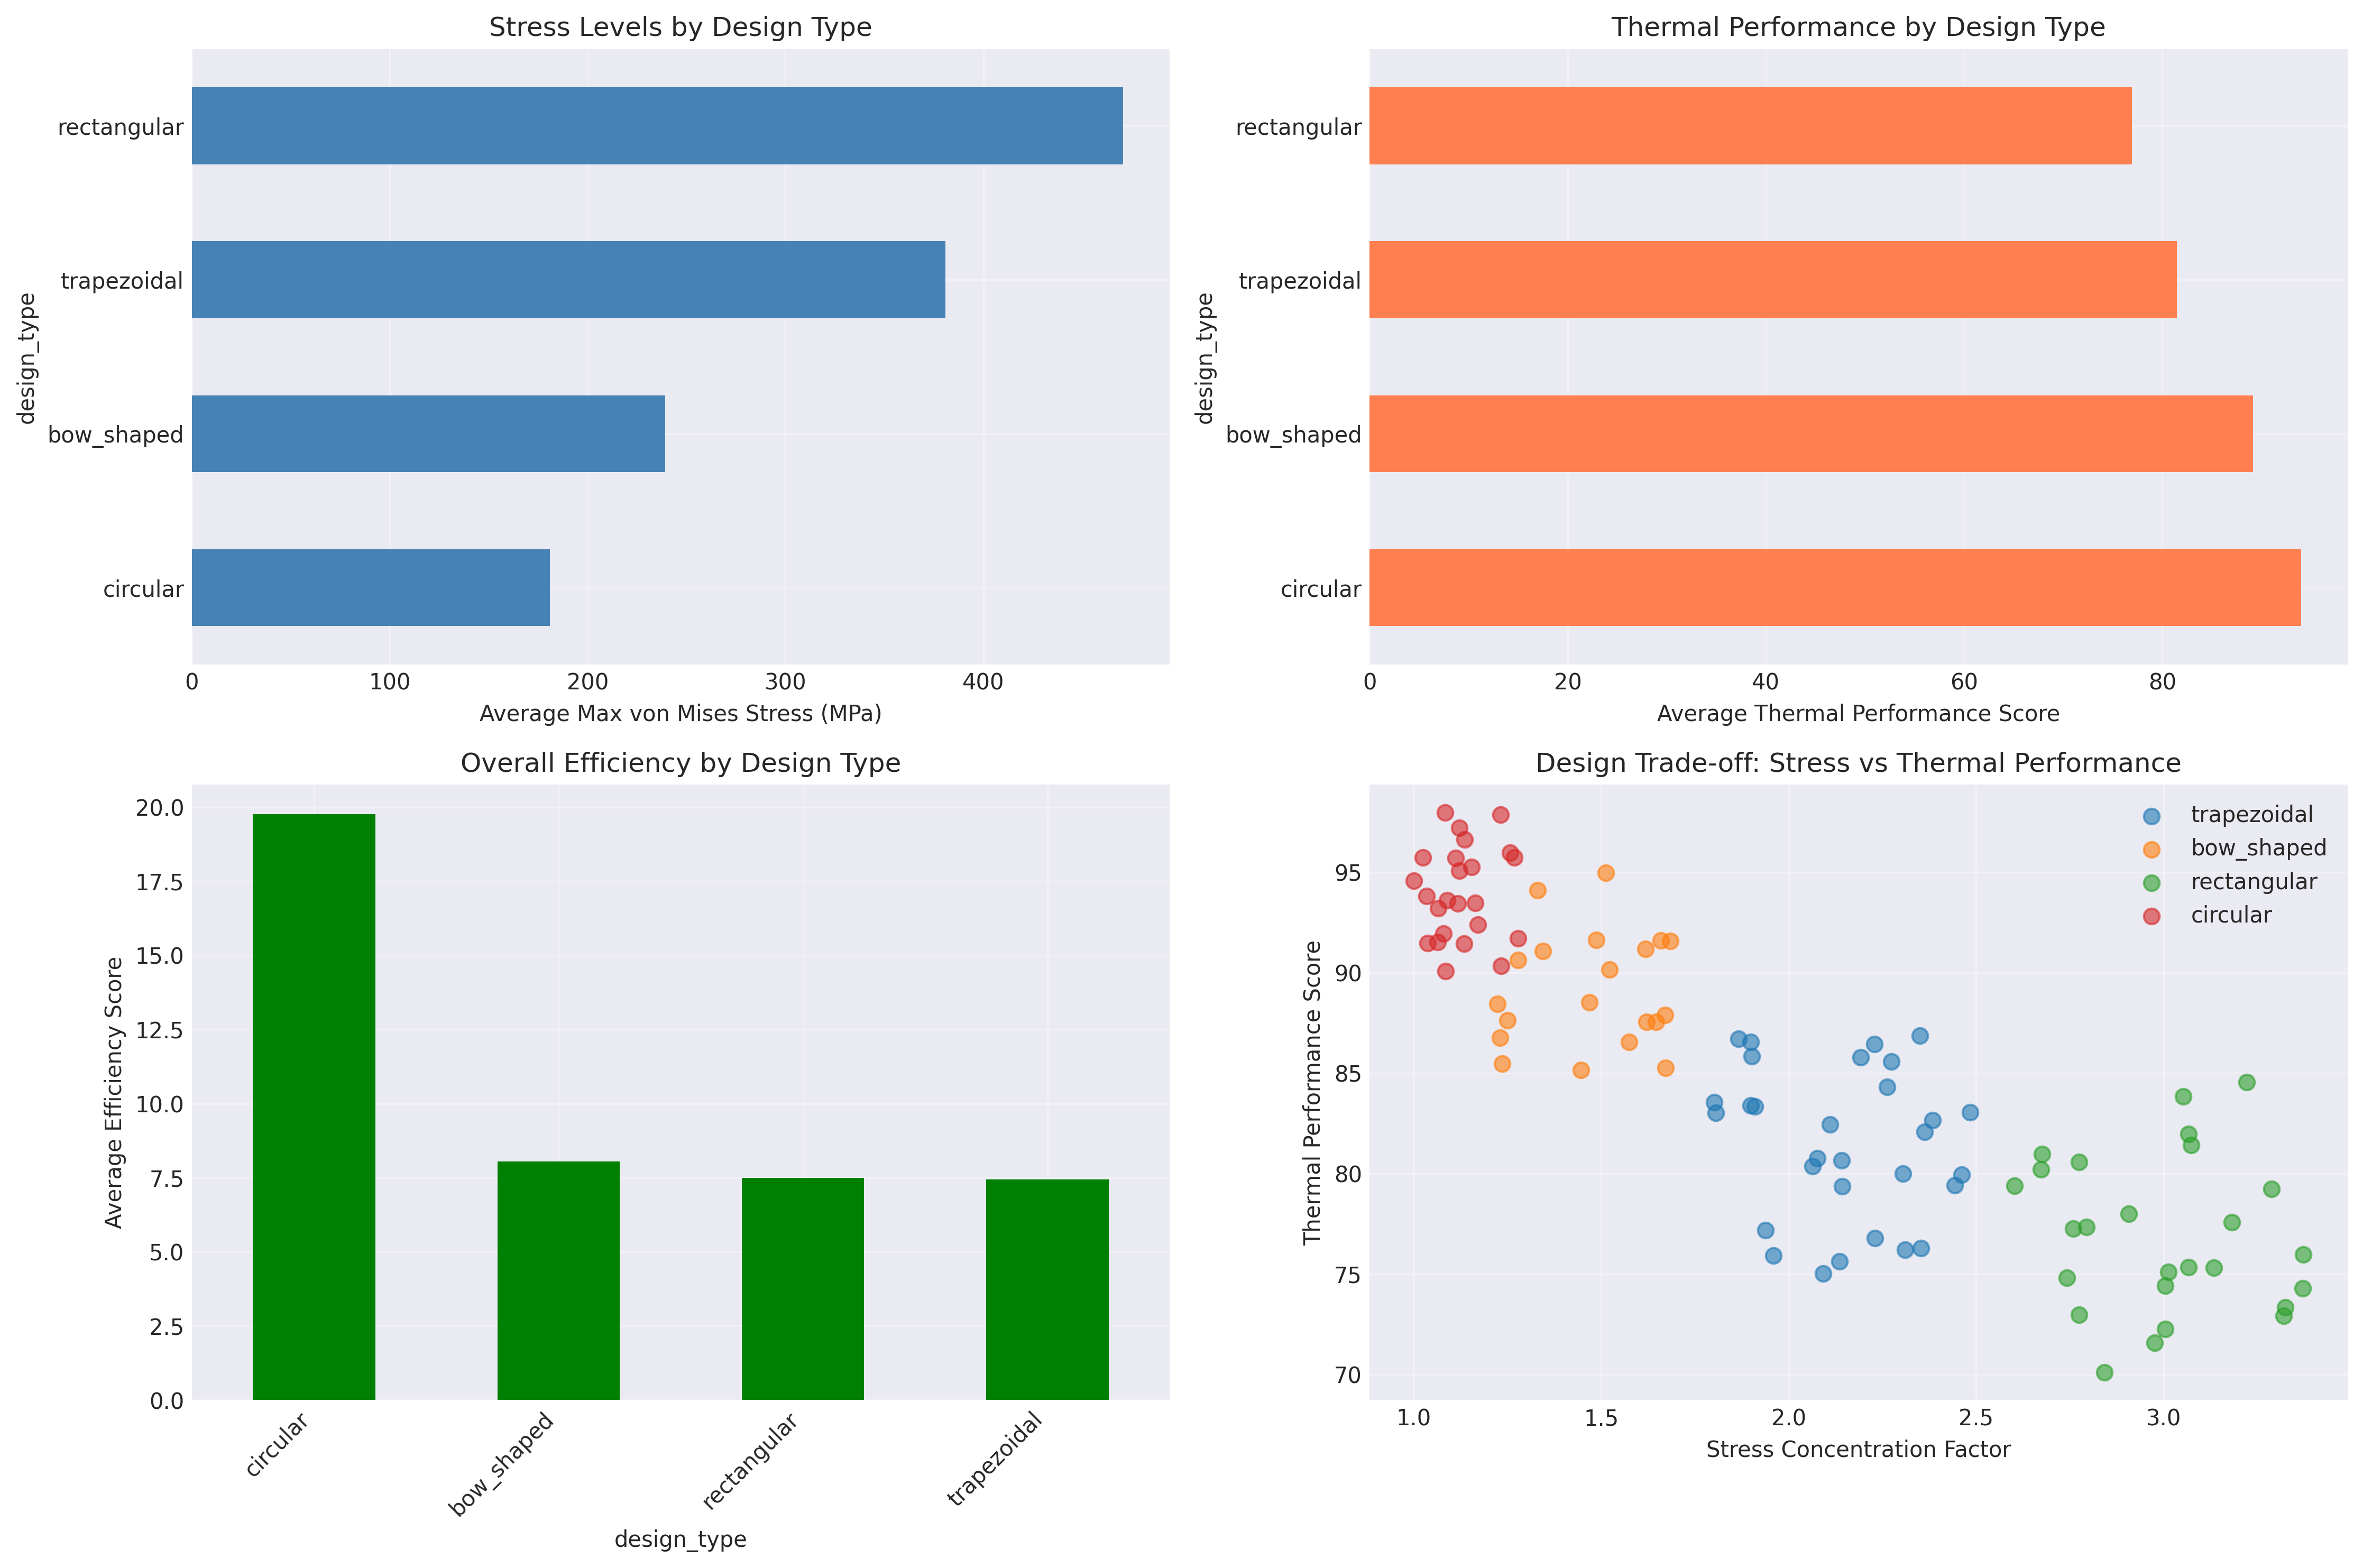 Stress Levels by Design Type
design_type
rectangular
trapezoidal
bow_shaped
circular
0 100 200 300 400
Average Max von Mises Stress (MPa)
Thermal Performance by Design Type
design_type
rectangular
trapezoidal
bow_shaped
circular
0 20 40 60 80
Average Thermal Performance Score
Overall Efficiency by Design Type
Average Efficiency Score
20.0
17.5
15.0
12.5
10.0
7.5
5.0
2.5
0.0
circular bow_shaped rectangular trapezoidal
design_type
Design Trade-off: Stress vs Thermal Performance
Thermal Performance Score
95
90
85
80
75
70
trapezoidal
bow_shaped
rectangular
circular
1.0 1.5 2.0 2.5 3.0
Stress Concentration Factor